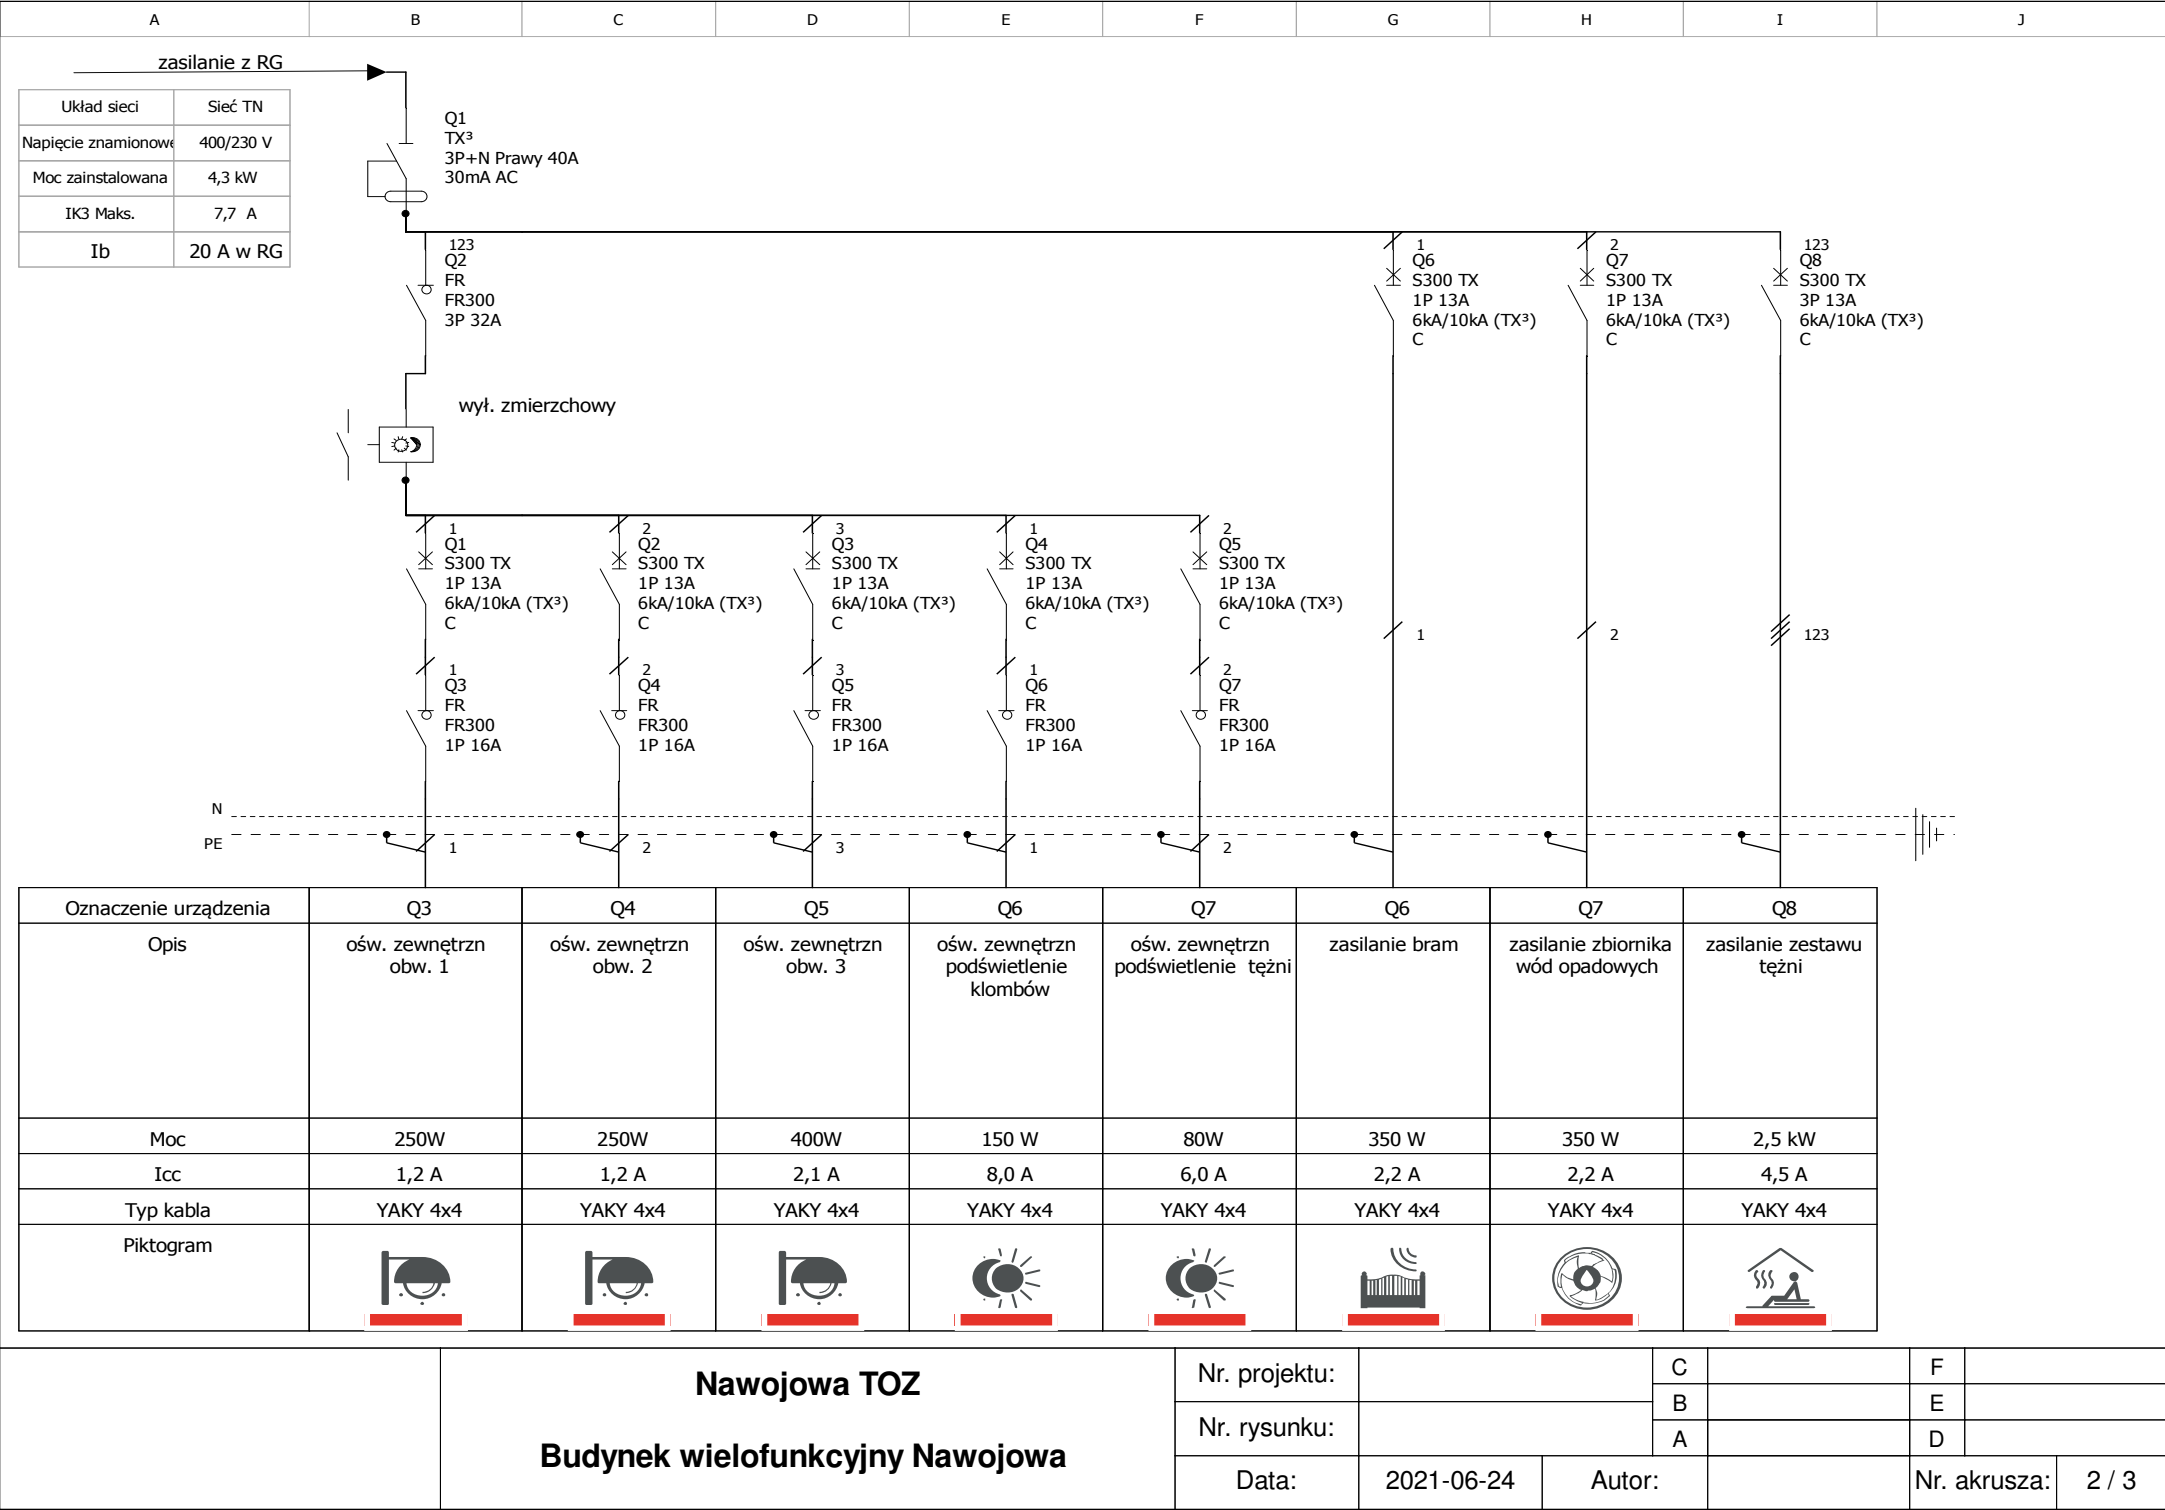 A B C D E F G H I J
zasilanie z RG
Układ sieci Sieć TN
Napięcie znamionowe 400/230 V
Moc zainstalowana 4,3 kW
IK3 Maks. 7,7 A
Ib 20 A w RG
Q1
TX³
3P+N Prawy 40A
30mA AC
123
Q2
FR
FR300
3P 32A
1
Q6
S300 TX
1P 13A
6kA/10kA (TX³)
C
2
Q7
S300 TX
1P 13A
6kA/10kA (TX³)
C
123
Q8
S300 TX
3P 13A
6kA/10kA (TX³)
C
wył. zmierzchowy
1
Q1
S300 TX
1P 13A
6kA/10kA (TX³)
C
2
Q2
S300 TX
1P 13A
6kA/10kA (TX³)
C
3
Q3
S300 TX
1P 13A
6kA/10kA (TX³)
C
1
Q4
S300 TX
1P 13A
6kA/10kA (TX³)
C
2
Q5
S300 TX
1P 13A
6kA/10kA (TX³)
C
1 2 123
1
Q3
FR
FR300
1P 16A
2
Q4
FR
FR300
1P 16A
3
Q5
FR
FR300
1P 16A
1
Q6
FR
FR300
1P 16A
2
Q7
FR
FR300
1P 16A
N
PE
1 2 3 1 2
Oznaczenie urządzenia Q3 Q4 Q5 Q6 Q7 Q6 Q7 Q8
Opis
ośw. zewnętrzn
obw. 1
ośw. zewnętrzn
obw. 2
ośw. zewnętrzn
obw. 3
ośw. zewnętrzn
podświetlenie
klombów
ośw. zewnętrzn
podświetlenie tężni
zasilanie bram
zasilanie zbiornika
wód opadowych
zasilanie zestawu
tężni
Moc 250W 250W 400W 150 W 80W 350 W 350 W 2,5 kW
Icc 1,2 A 1,2 A 2,1 A 8,0 A 6,0 A 2,2 A 2,2 A 4,5 A
Typ kabla YAKY 4x4 YAKY 4x4 YAKY 4x4 YAKY 4x4 YAKY 4x4 YAKY 4x4 YAKY 4x4 YAKY 4x4
Piktogram
Nawojowa TOZ
Budynek wielofunkcyjny Nawojowa
Nr. projektu:
Nr. rysunku:
C F
B E
A D
Data: 2021-06-24 Autor: Nr. akrusza: 2 / 3